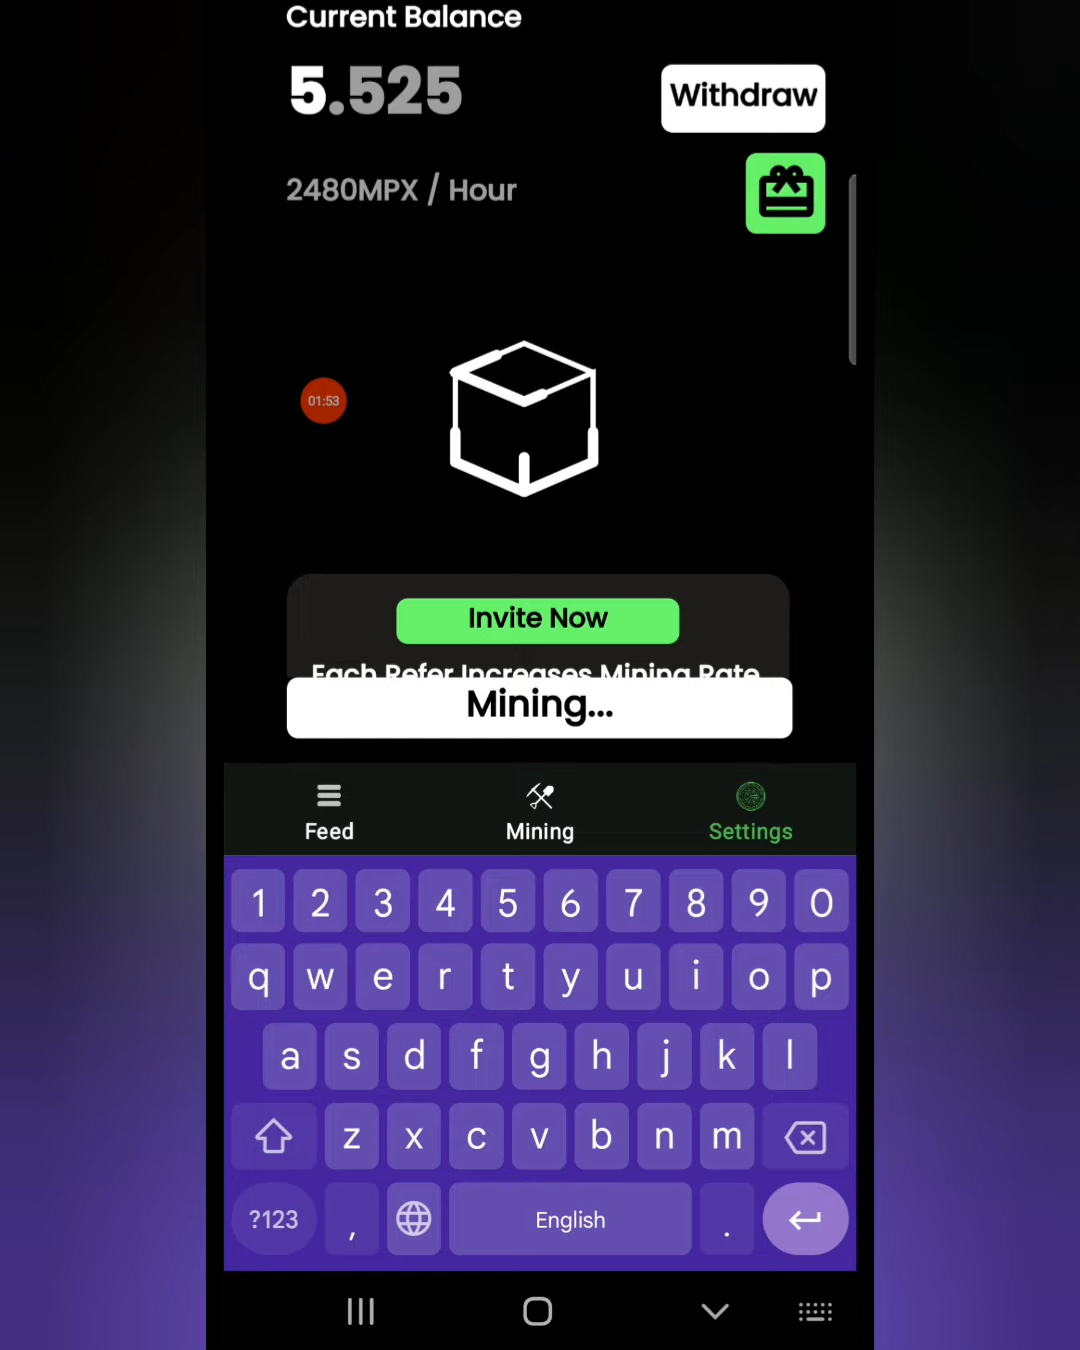 Current Balance
5.525
Withdraw
2480MPX / Hour
01:53
Invite Now
Each Refer Increases Mining Rate
Mining...
Feed
Mining
Settings
1 2 3 4 5 6 7 8 9 0
q w e r t y u i o p
a s d f g h j k l
z x c v b n m
?123 , English .